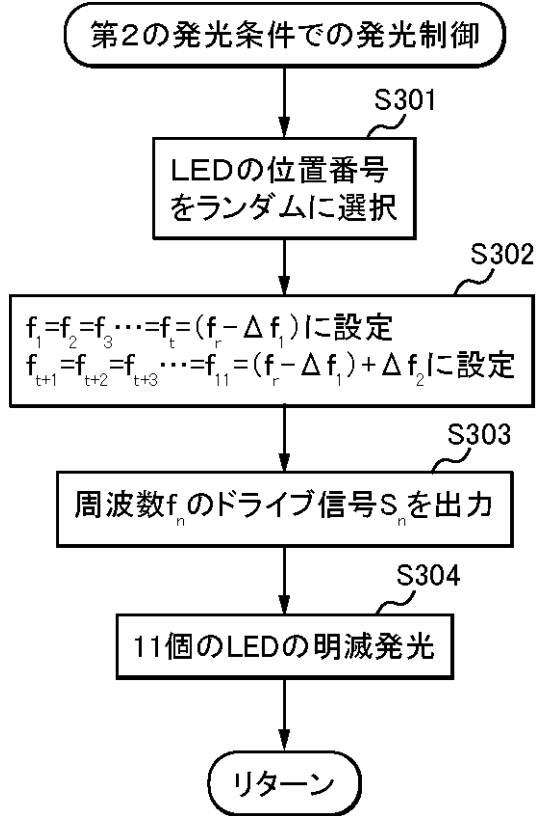 第2の発光条件での発光制御
S301
LEDの位置番号
をランダムに選択
S302
f₁=f₂=f₃⋯=fₜ=(fᵣ−Δf₁)に設定
fₜ₊₁=fₜ₊₂=fₜ₊₃⋯=f₁₁=(fᵣ−Δf₁)+Δf₂に設定
S303
周波数fₙのドライブ信号Sₙを出力
S304
11個のLEDの明滅発光
リターン